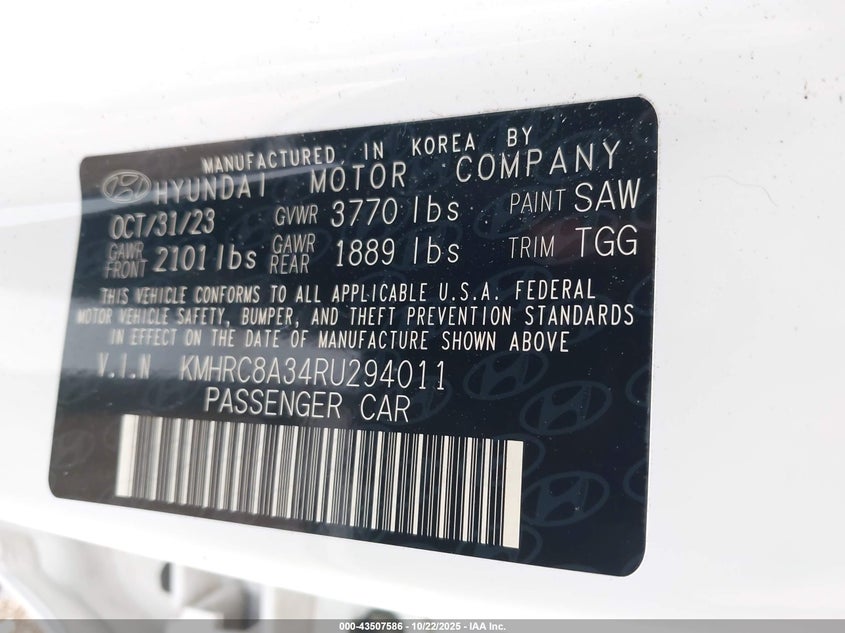 MANUFACTURED IN KOREA BY
HYUNDAI MOTOR COMPANY
OCT/31/23 GVWR 3770 lbs PAINT SAW
GAWR FRONT 2101 lbs GAWR REAR 1889 lbs TRIM TGG
THIS VEHICLE CONFORMS TO ALL APPLICABLE U.S.A. FEDERAL
MOTOR VEHICLE SAFETY, BUMPER, AND THEFT PREVENTION STANDARDS
IN EFFECT ON THE DATE OF MANUFACTURE SHOWN ABOVE
V.I.N KMHRC8A34RU294011
PASSENGER CAR
000-43507586 - 10/22/2025 - IAA Inc.